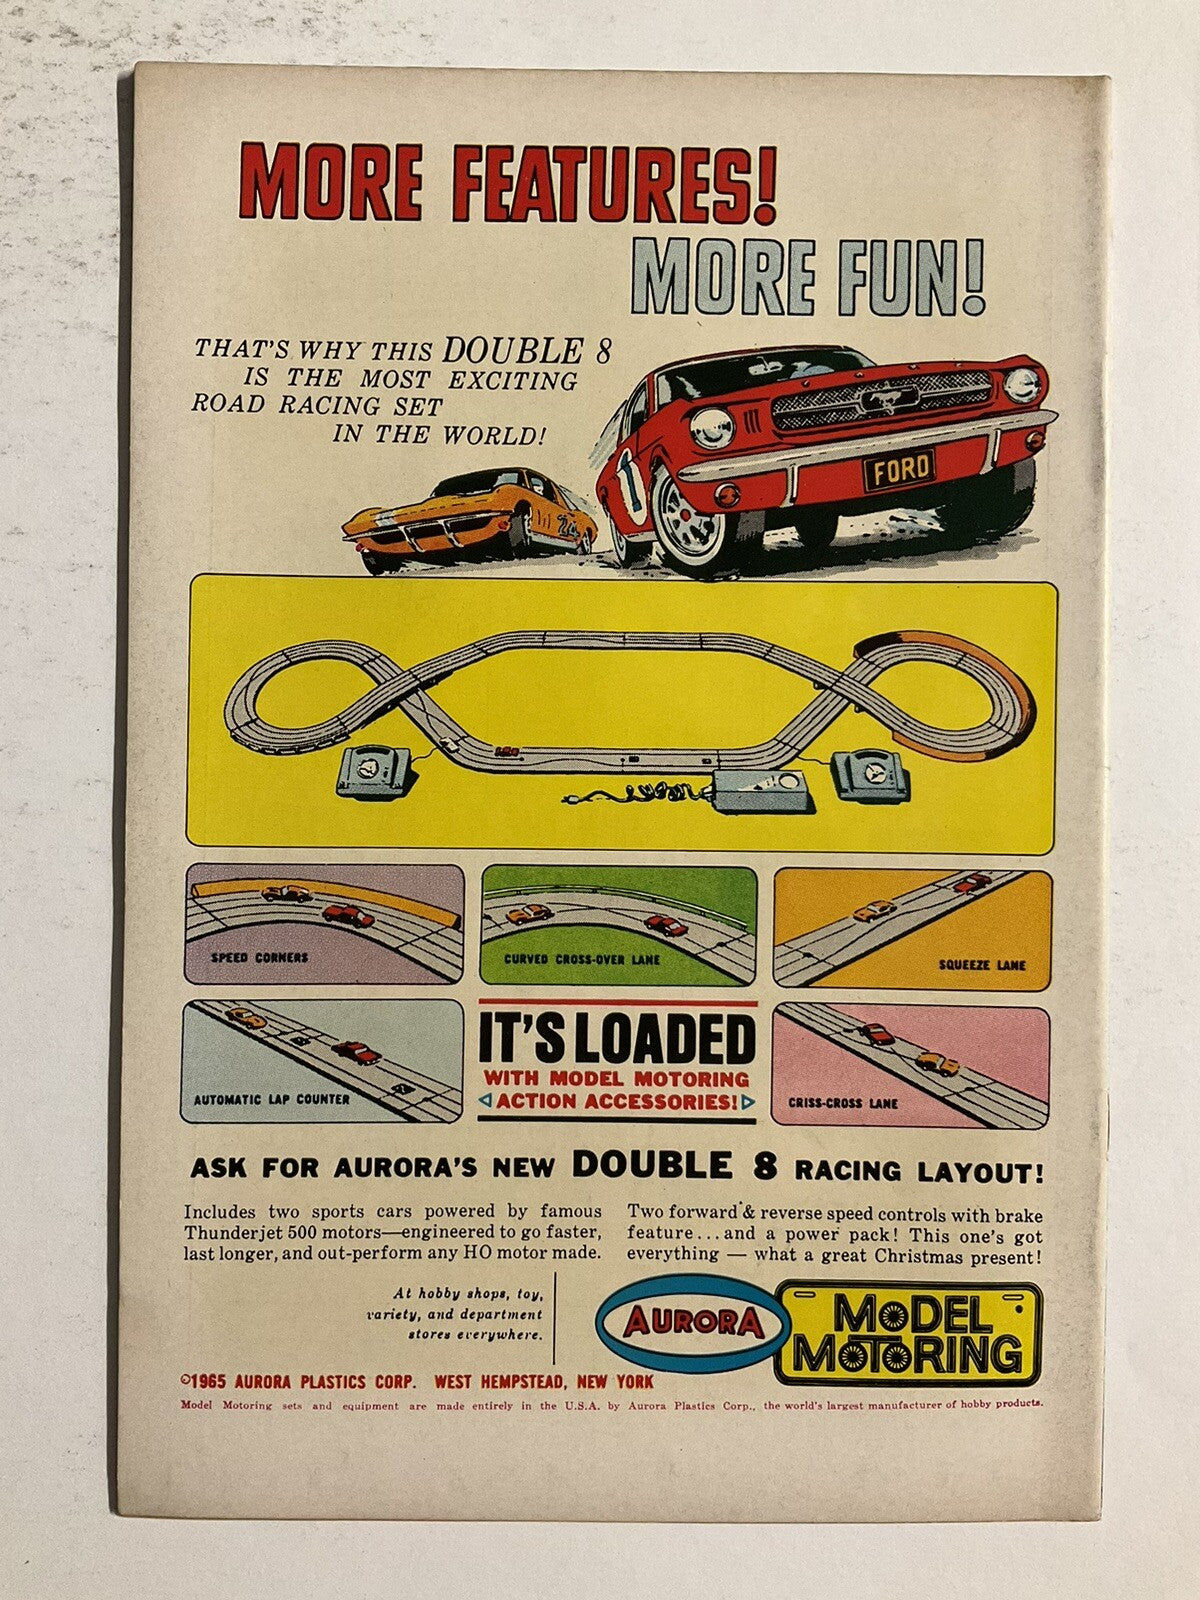 MORE FEATURES!
MORE FUN!
THAT'S WHY THIS DOUBLE 8
IS THE MOST EXCITING
ROAD RACING SET
IN THE WORLD!
FORD
1
24
SPEED CORNERS
CURVED CROSS-OVER LANE
SQUEEZE LANE
AUTOMATIC LAP COUNTER
IT'S LOADED
WITH MODEL MOTORING
ACTION ACCESSORIES!
CRISS-CROSS LANE
ASK FOR AURORA'S NEW DOUBLE 8 RACING LAYOUT!
Includes two sports cars powered by famous
Thunderjet 500 motors—engineered to go faster,
last longer, and out-perform any HO motor made.
Two forward & reverse speed controls with brake
feature...and a power pack! This one's got
everything — what a great Christmas present!
At hobby shops, toy,
variety, and department
stores everywhere.
AURORA
MODEL
MOTORING
©1965 AURORA PLASTICS CORP. WEST HEMPSTEAD, NEW YORK
Model Motoring sets and equipment are made entirely in the U.S.A. by Aurora Plastics Corp., the world's largest manufacturer of hobby products.